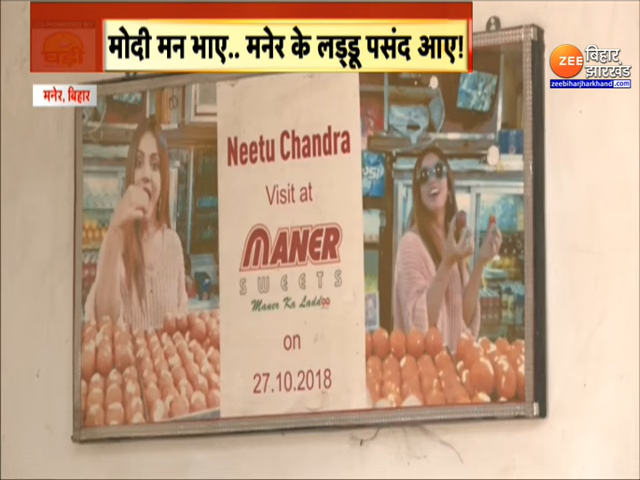 मोदी मन भाए.. मनेर के लड्डू पसंद आए!
ZEE बिहार झारखंड
zeebiharjharkhand.com
मनेर, बिहार
Neetu Chandra
Visit at
MANER
SWEETS
Maner Ka Laddoo
on
27.10.2018